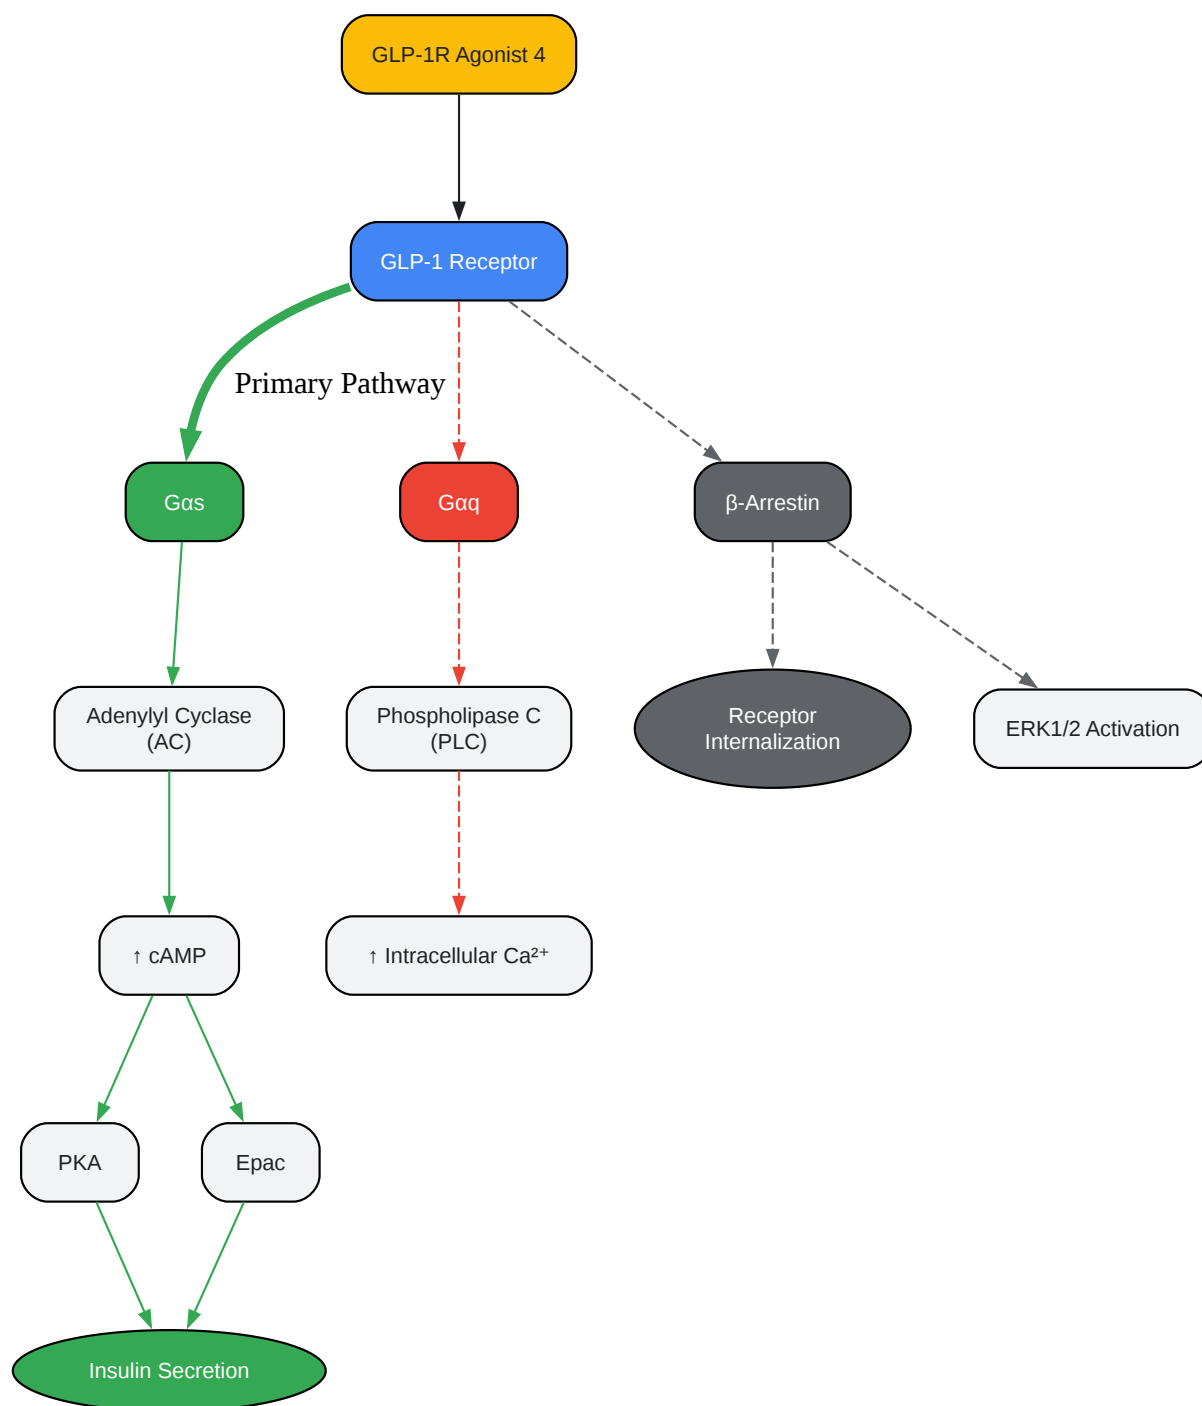 GLP-1R Agonist 4
GLP-1 Receptor
Primary Pathway
Gαs
Gαq
β-Arrestin
Adenylyl Cyclase
(AC)
Phospholipase C
(PLC)
Receptor
Internalization
ERK1/2 Activation
↑ cAMP
↑ Intracellular Ca²⁺
PKA
Epac
Insulin Secretion